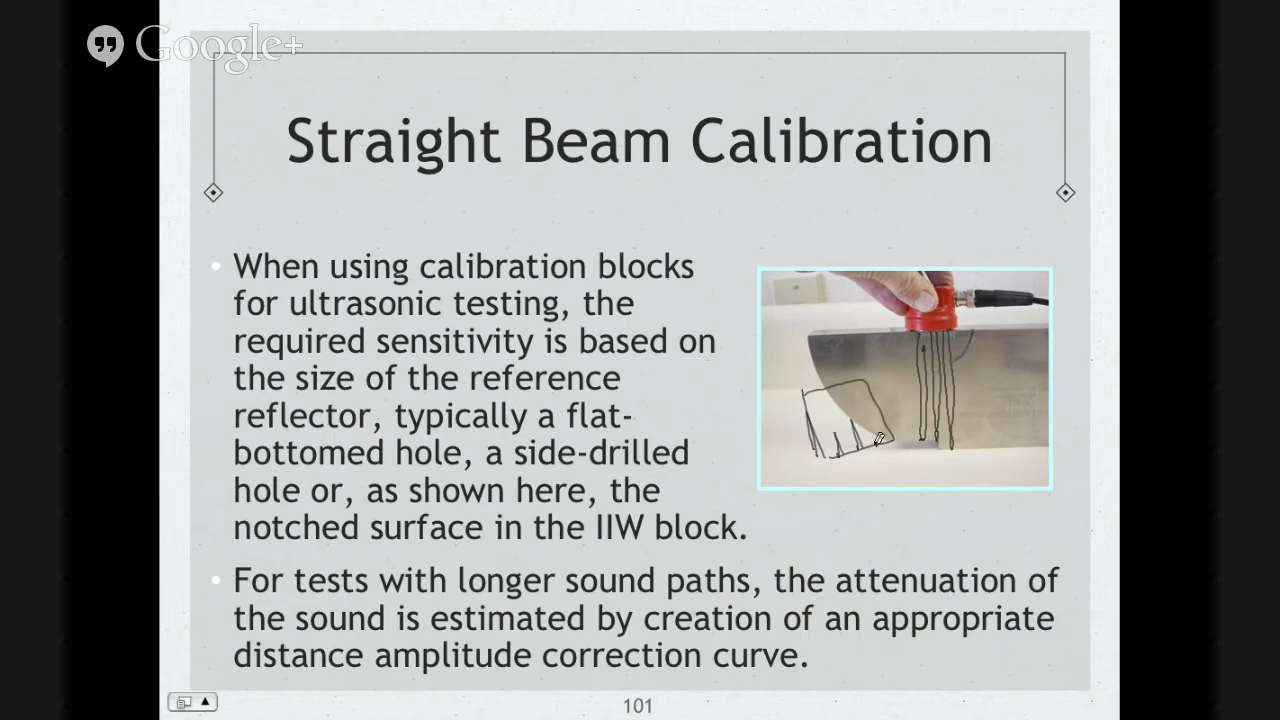 Google+
Straight Beam Calibration
• When using calibration blocks
for ultrasonic testing, the
required sensitivity is based on
the size of the reference
reflector, typically a flat-
bottomed hole, a side-drilled
hole or, as shown here, the
notched surface in the IIW block.
• For tests with longer sound paths, the attenuation of
the sound is estimated by creation of an appropriate
distance amplitude correction curve.
101